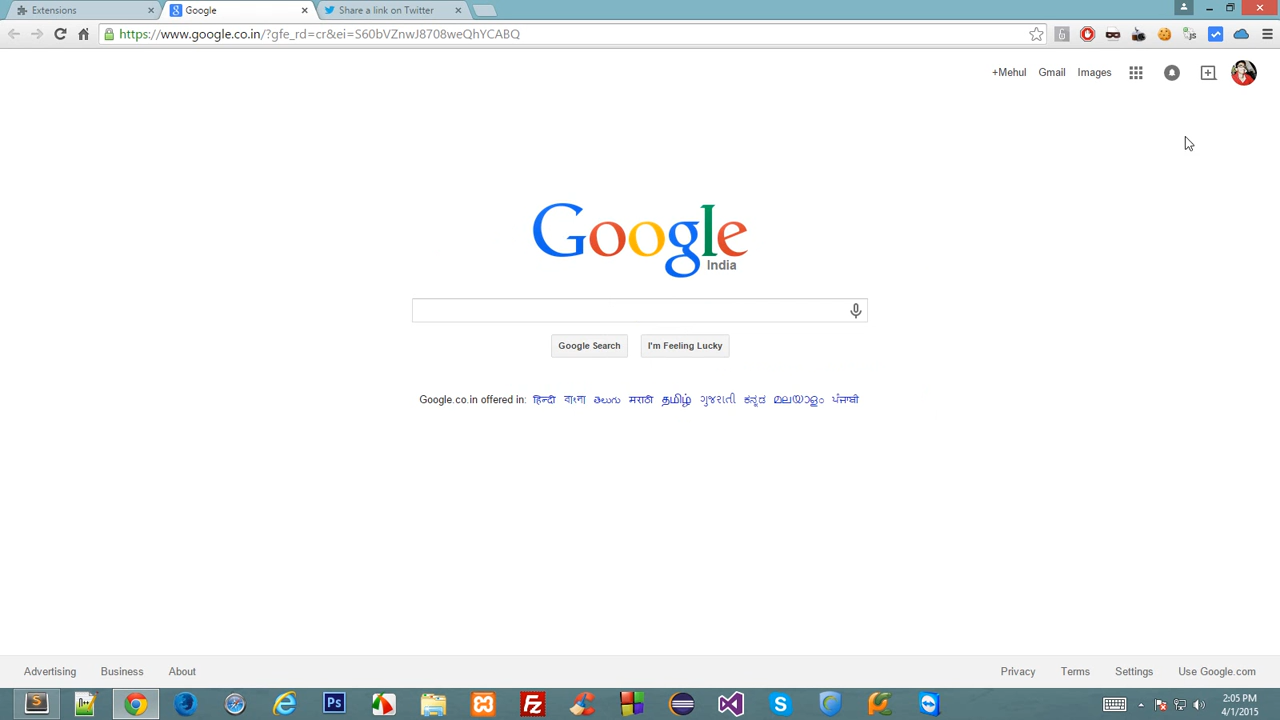 Extensions
Google
Share a link on Twitter
https://www.google.co.in/?gfe_rd=cr&ei=S60bVZnwJ8708weQhYCABQ
+Mehul Gmail Images
Google
India
Google Search I'm Feeling Lucky
Google.co.in offered in: हिन्दी বাংলা తెలుగు मराठी தமிழ் ગુજરાતી ಕನ್ನಡ മലയാളം ਪੰਜਾਬੀ
Advertising Business About Privacy Terms Settings Use Google.com
2:05 PM
4/1/2015